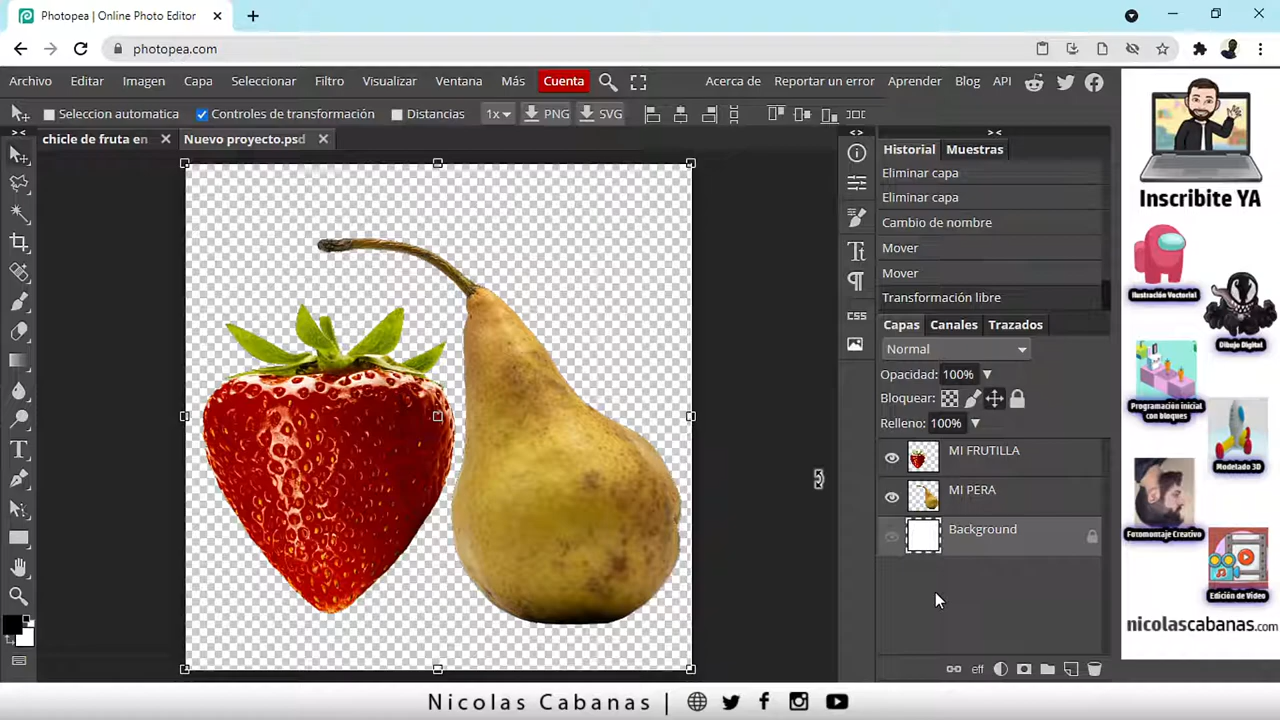 Photopea | Online Photo Editor
photopea.com
Archivo Editar Imagen Capa Seleccionar Filtro Visualizar Ventana Más Cuenta Acerca de Reportar un error Aprender Blog API
Seleccion automatica Controles de transformación Distancias 1x PNG SVG
chicle de fruta en Nuevo proyecto.psd
Historial Muestras
Eliminar capa
Eliminar capa
Cambio de nombre
Mover
Mover
Transformación libre
Capas Canales Trazados
Normal
Opacidad: 100%
Bloquear:
Relleno: 100%
MI FRUTILLA
MI PERA
Background
eff
CSS
Inscribite YA
Ilustración Vectorial
Dibujo Digital
Programación inicial
con bloques
Modelado 3D
Fotomontaje Creativo
Edición de Video
nicolascabanas.com
Nicolas Cabanas |